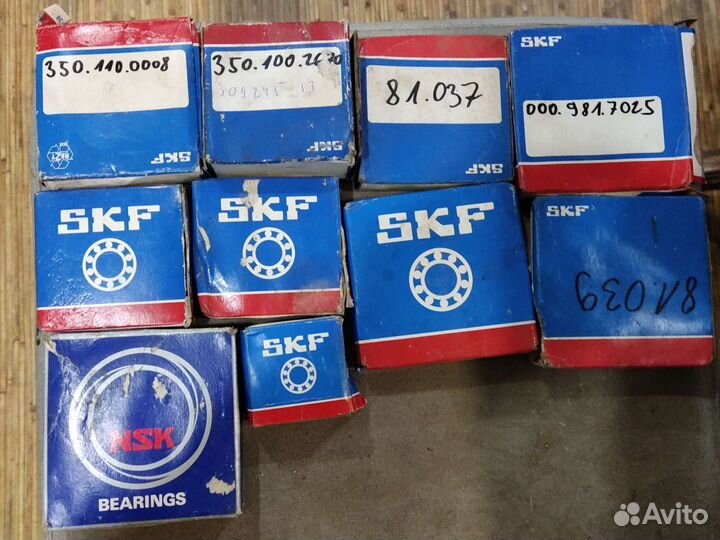 350.110.0008
350.100.2670
309245 13
81.037
SKF
000.981.7025
SKF
SKF
SKF
SKF
SKF
SKF
SKF
81.039
NSK
BEARINGS
SKF
Avito